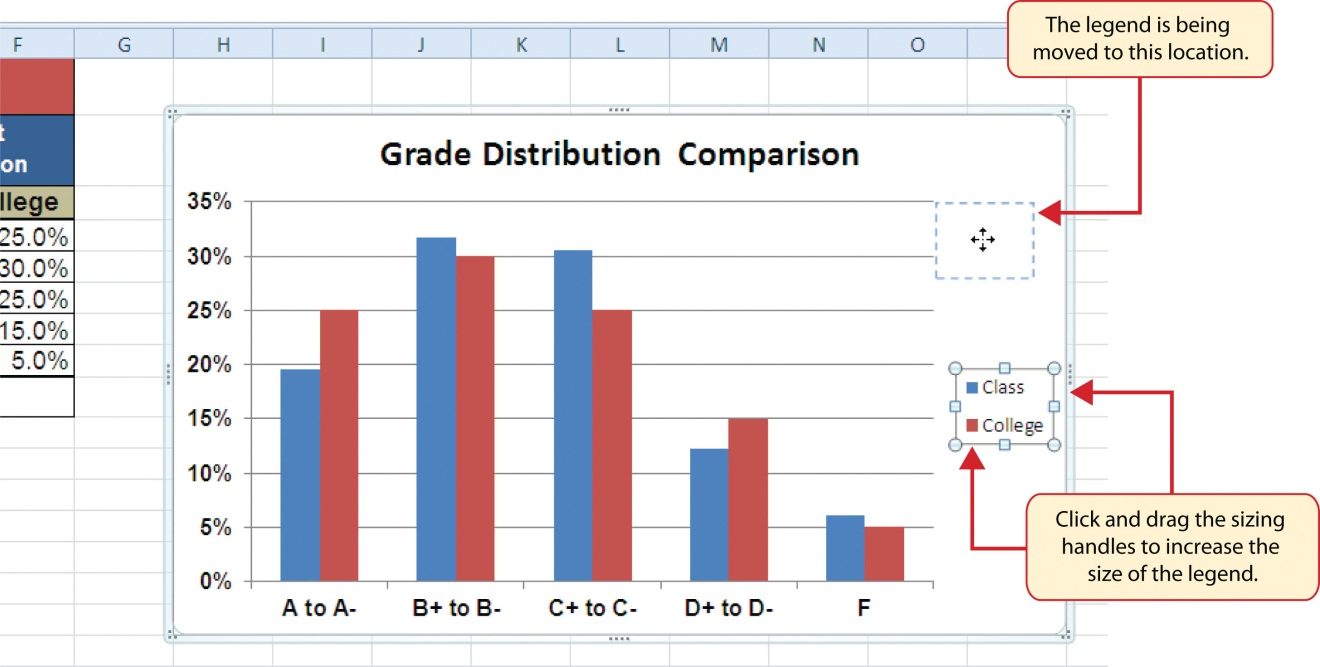 The legend is being
moved to this location.
F G H I J K L M N O
t
on
llege
25.0%
30.0%
25.0%
15.0%
5.0%
Grade Distribution Comparison
35%
30%
25%
20%
15%
10%
5%
0%
A to A- B+ to B- C+ to C- D+ to D- F
Class
College
Click and drag the sizing
handles to increase the
size of the legend.